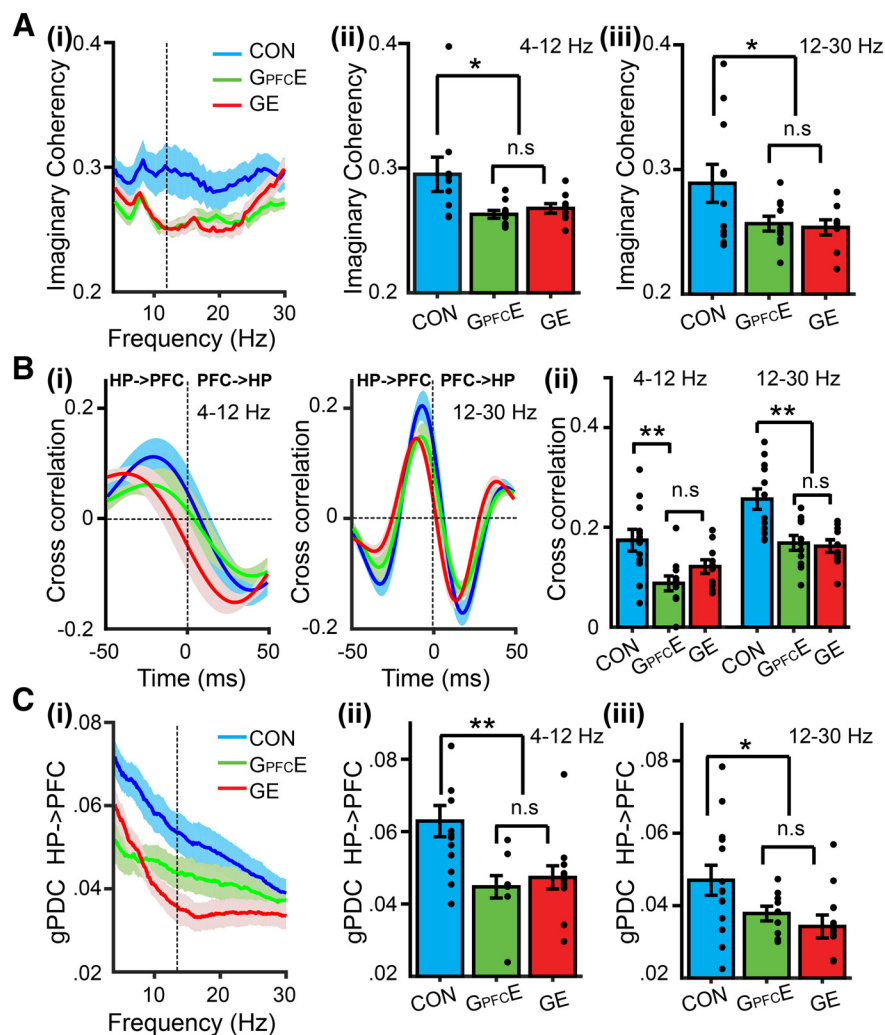 A
(i)
CON
GPFCE
GE
Imaginary Coherency
0.4
0.3
0.2
10 20 30
Frequency (Hz)
(ii)
4-12 Hz
Imaginary Coherency
0.4
0.3
0.2
*
n.s
CON GPFCE GE
(iii)
12-30 Hz
Imaginary Coherency
0.4
0.3
0.2
*
n.s
CON GPFCE GE
B
(i)
HP->PFC PFC->HP
4-12 Hz
Cross correlation
0.2
0
-0.2
-50 0 50
Time (ms)
HP->PFC PFC->HP
12-30 Hz
Cross correlation
0.2
0
-0.2
-50 0 50
Time (ms)
(ii)
4-12 Hz 12-30 Hz
Cross correlation
0.4
0.2
0
**
n.s
**
n.s
CON GPFCE GE CON GPFCE GE
C
(i)
CON
GPFCE
GE
gPDC HP->PFC
.08
.06
.04
.02
10 20 30
Frequency (Hz)
(ii)
4-12 Hz
gPDC HP->PFC
.08
.06
.04
.02
**
n.s
CON GPFCE GE
(iii)
12-30 Hz
gPDC HP->PFC
.08
.06
.04
.02
*
n.s
CON GPFCE GE